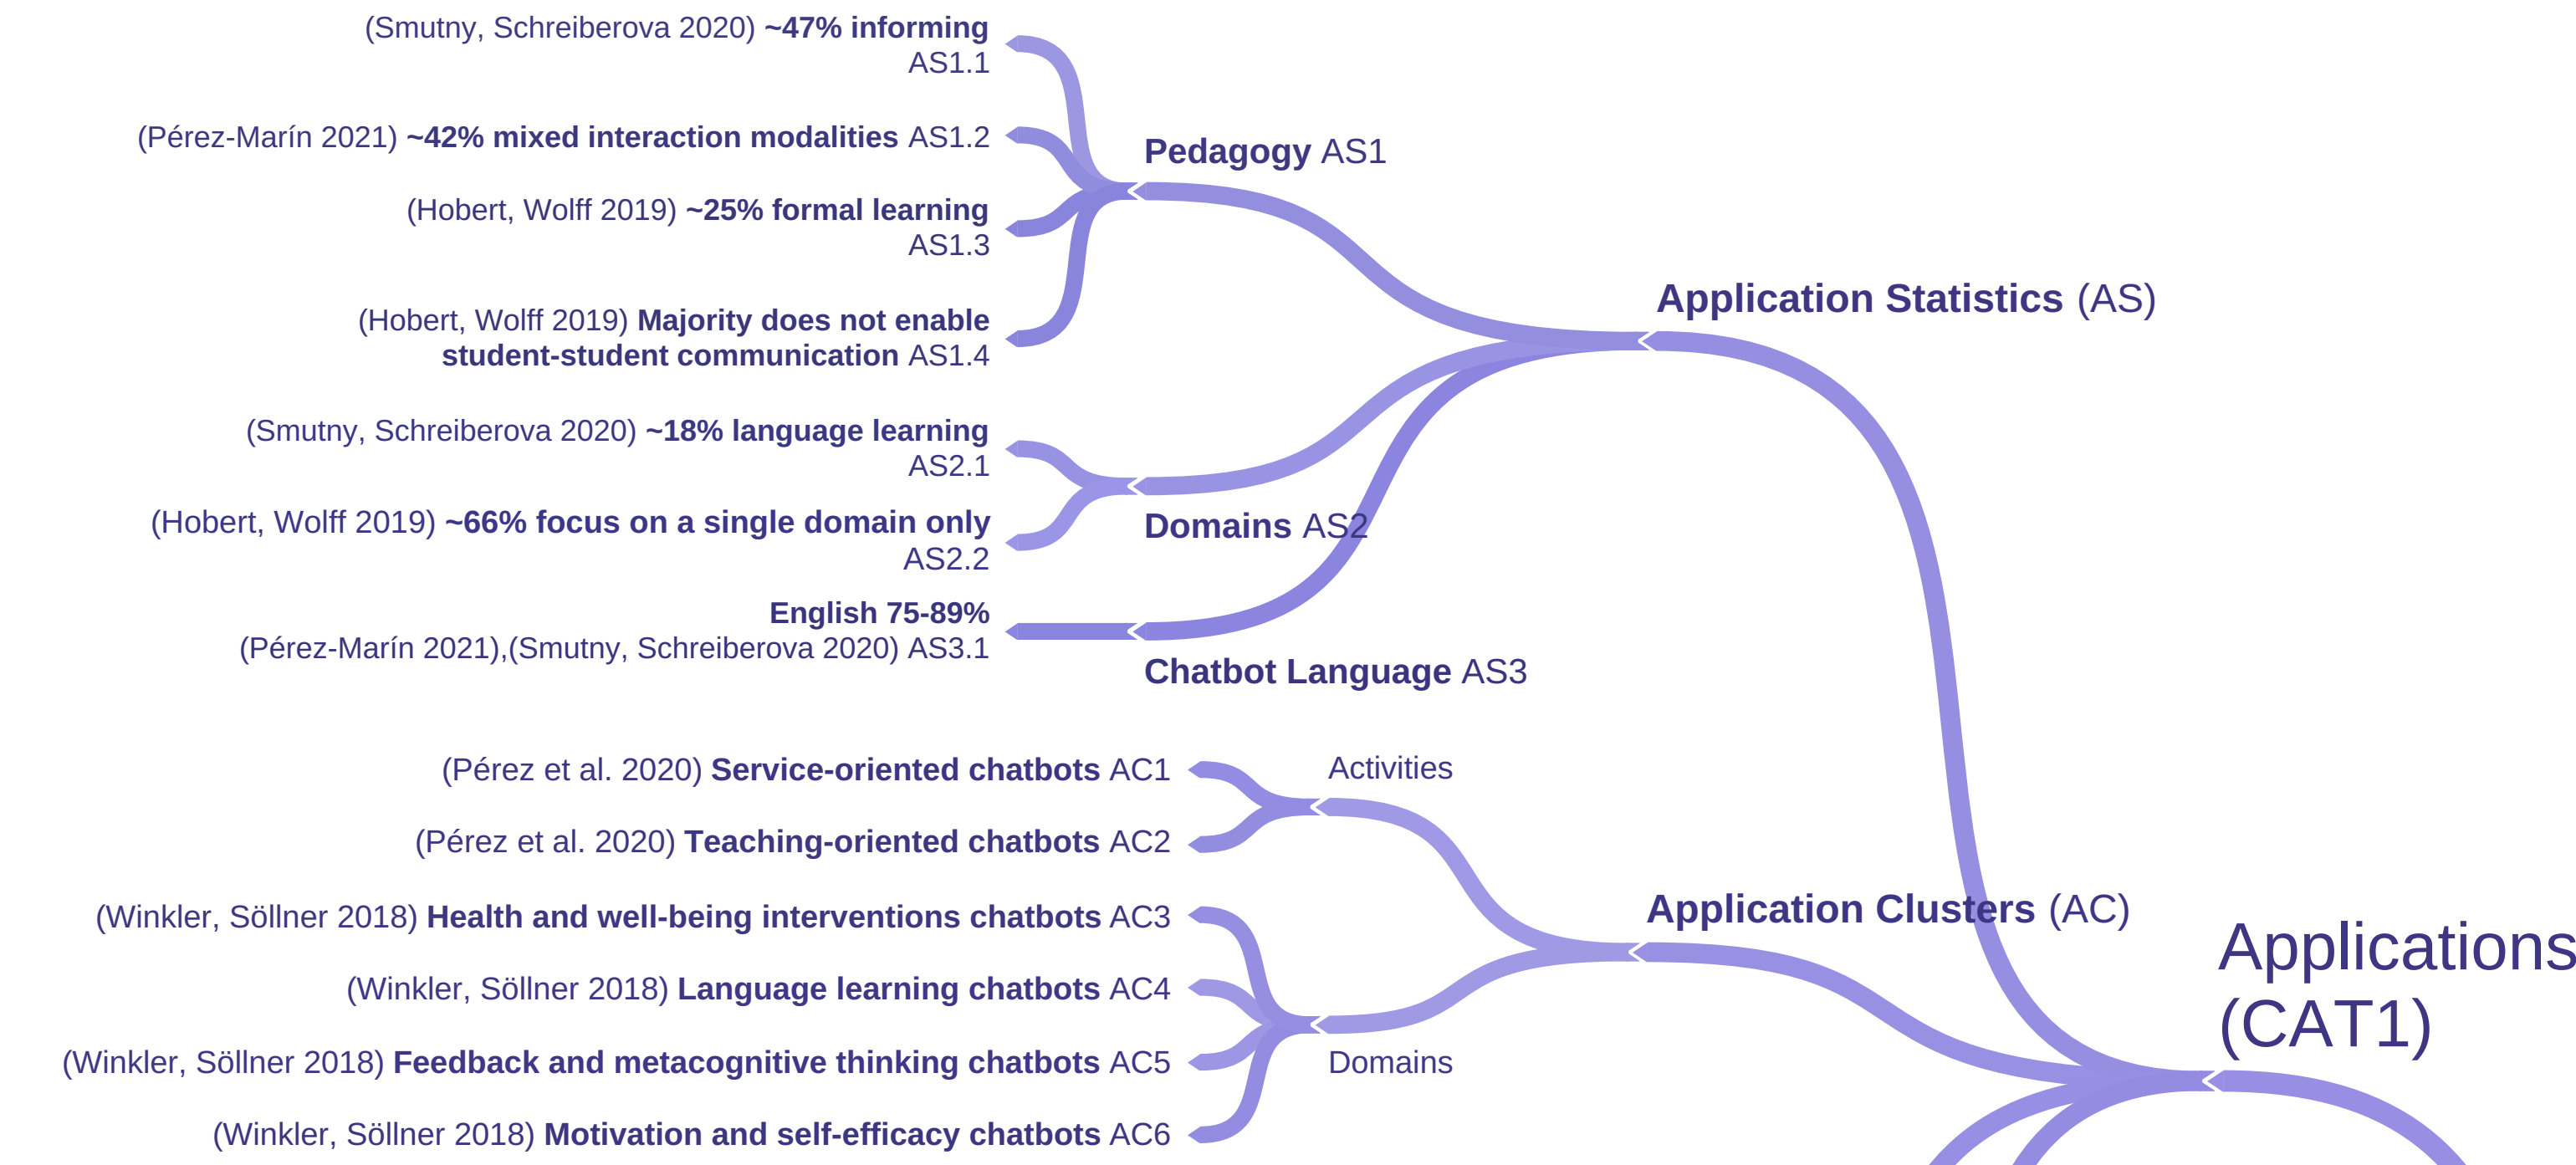 (Smutny, Schreiberova 2020) ~47% informing
AS1.1
(Pérez-Marín 2021) ~42% mixed interaction modalities AS1.2
(Hobert, Wolff 2019) ~25% formal learning
AS1.3
(Hobert, Wolff 2019) Majority does not enable
student-student communication AS1.4
Pedagogy AS1
(Smutny, Schreiberova 2020) ~18% language learning
AS2.1
(Hobert, Wolff 2019) ~66% focus on a single domain only
AS2.2
Domains AS2
English 75-89%
(Pérez-Marín 2021),(Smutny, Schreiberova 2020) AS3.1
Chatbot Language AS3
Application Statistics (AS)
(Pérez et al. 2020) Service-oriented chatbots AC1
(Pérez et al. 2020) Teaching-oriented chatbots AC2
Activities
(Winkler, Söllner 2018) Health and well-being interventions chatbots AC3
(Winkler, Söllner 2018) Language learning chatbots AC4
(Winkler, Söllner 2018) Feedback and metacognitive thinking chatbots AC5
(Winkler, Söllner 2018) Motivation and self-efficacy chatbots AC6
Domains
Application Clusters (AC)
Applications
(CAT1)